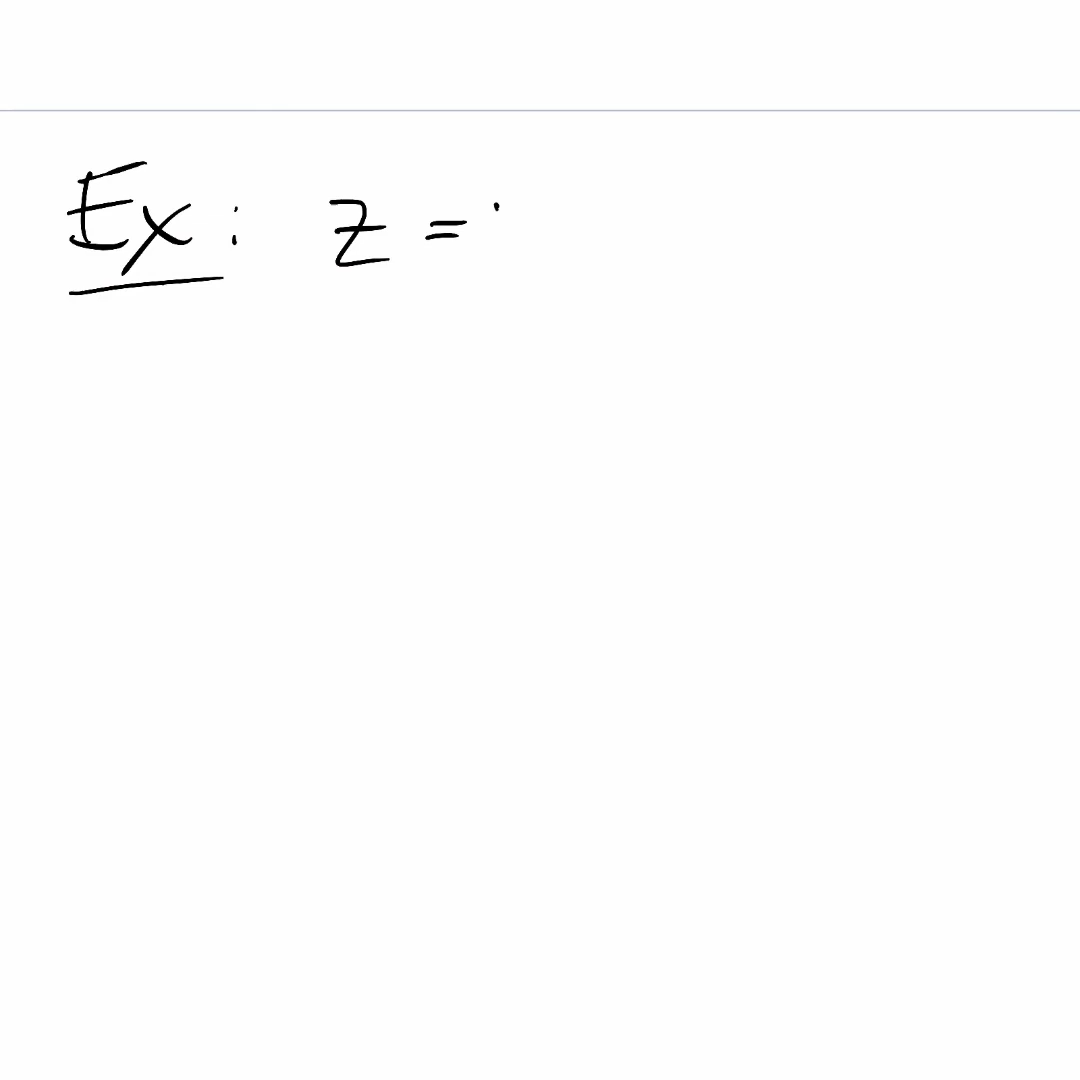 Ex: z =